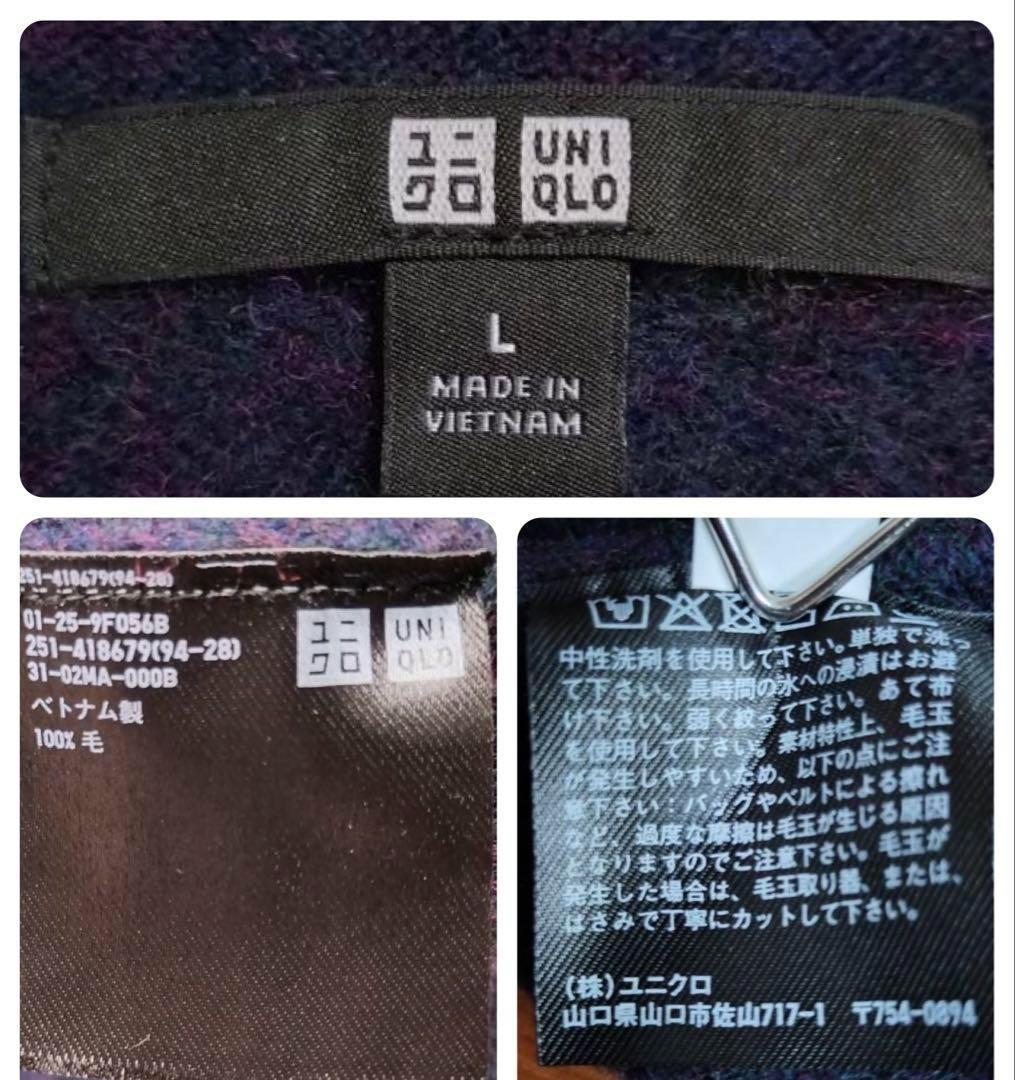 ユニ
クロ
UNI
QLO
L
MADE IN
VIETNAM
251-418679(94-28)
01-25-9F056B
251-418679(94-28)
31-02MA-000B
ベトナム製
100% 毛
ユニ
クロ
UNI
QLO
中性洗剤を使用して下さい。単独で洗っ
て下さい。長時間の水への浸漬はお避
け下さい。弱く絞って下さい。あて布
を使用して下さい。素材特性上、毛玉
が発生しやすいため、以下の点にご注
意下さい：バッグやベルトによる擦れ
など、過度な摩擦は毛玉が生じる原因
となりますのでご注意下さい。毛玉が
発生した場合は、毛玉取り器、または、
はさみで丁寧にカットして下さい。
(株)ユニクロ
山口県山口市佐山717-1 〒754-0894